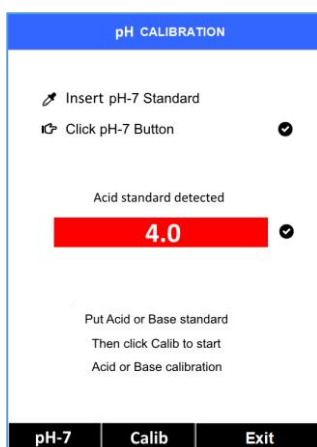 pH CALIBRATION
Insert pH-7 Standard
Click pH-7 Button
Acid standard detected
4.0
Put Acid or Base standard
Then click Calib to start
Acid or Base calibration
pH-7 Calib Exit